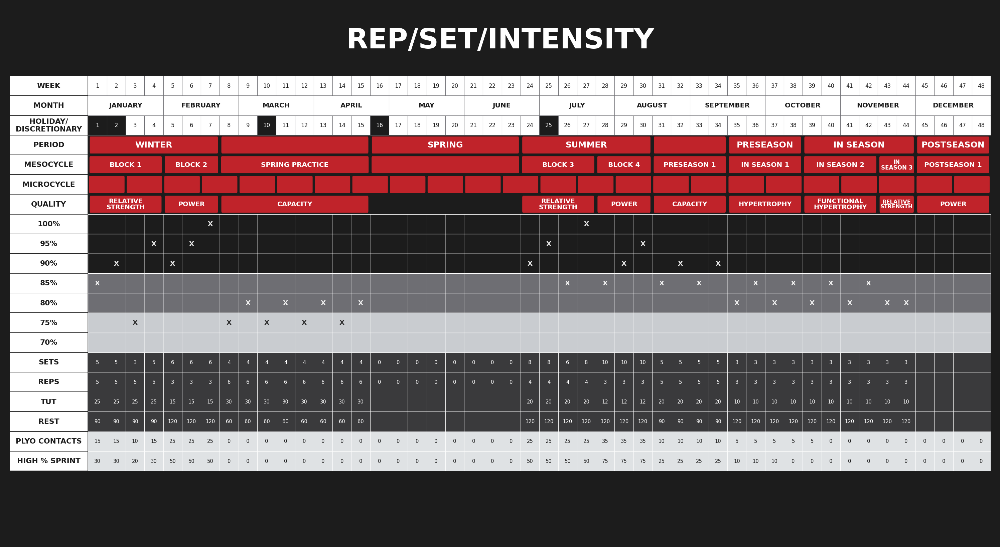 REP/SET/INTENSITY
WEEK 1 2 3 4 5 6 7 8 9 10 11 12 13 14 15 16 17 18 19 20 21 22 23 24 25 26 27 28 29 30 31 32 33 34 35 36 37 38 39 40 41 42 43 44 45 46 47 48
MONTH JANUARY FEBRUARY MARCH APRIL MAY JUNE JULY AUGUST SEPTEMBER OCTOBER NOVEMBER DECEMBER
HOLIDAY/
DISCRETIONARY 1 2 3 4 5 6 7 8 9 10 11 12 13 14 15 16 17 18 19 20 21 22 23 24 25 26 27 28 29 30 31 32 33 34 35 36 37 38 39 40 41 42 43 44 45 46 47 48
PERIOD WINTER SPRING SUMMER PRESEASON IN SEASON POSTSEASON
MESOCYCLE BLOCK 1 BLOCK 2 SPRING PRACTICE BLOCK 3 BLOCK 4 PRESEASON 1 IN SEASON 1 IN SEASON 2 IN
SEASON 3 POSTSEASON 1
MICROCYCLE
QUALITY RELATIVE
STRENGTH POWER CAPACITY RELATIVE
STRENGTH POWER CAPACITY HYPERTROPHY FUNCTIONAL
HYPERTROPHY RELATIVE
STRENGTH POWER
100% X X
95% X X X X
90% X X X X X X
85% X X X X X X X X X
80% X X X X X X X X X X
75% X X X X X
70%
SETS 5 5 3 5 6 6 6 4 4 4 4 4 4 4 4 0 0 0 0 0 0 0 0 8 8 6 8 10 10 10 5 5 5 5 3 3 3 3 3 3 3 3 3 3
REPS 5 5 5 5 3 3 3 6 6 6 6 6 6 6 6 0 0 0 0 0 0 0 0 4 4 4 4 3 3 3 5 5 5 5 3 3 3 3 3 3 3 3 3 3
TUT 25 25 25 25 15 15 15 30 30 30 30 30 30 30 30 20 20 20 20 12 12 12 20 20 20 20 10 10 10 10 10 10 10 10 10 10
REST 90 90 90 90 120 120 120 60 60 60 60 60 60 60 60 120 120 120 120 120 120 120 90 90 90 90 120 120 120 120 120 120 120 120 120 120
PLYO CONTACTS 15 15 10 15 25 25 25 0 0 0 0 0 0 0 0 0 0 0 0 0 0 0 0 25 25 25 25 35 35 35 10 10 10 10 5 5 5 5 5 0 0 0 0 0 0 0 0 0
HIGH % SPRINT 30 30 20 30 50 50 50 0 0 0 0 0 0 0 0 0 0 0 0 0 0 0 0 50 50 50 50 75 75 75 25 25 25 25 10 10 10 0 0 0 0 0 0 0 0 0 0 0